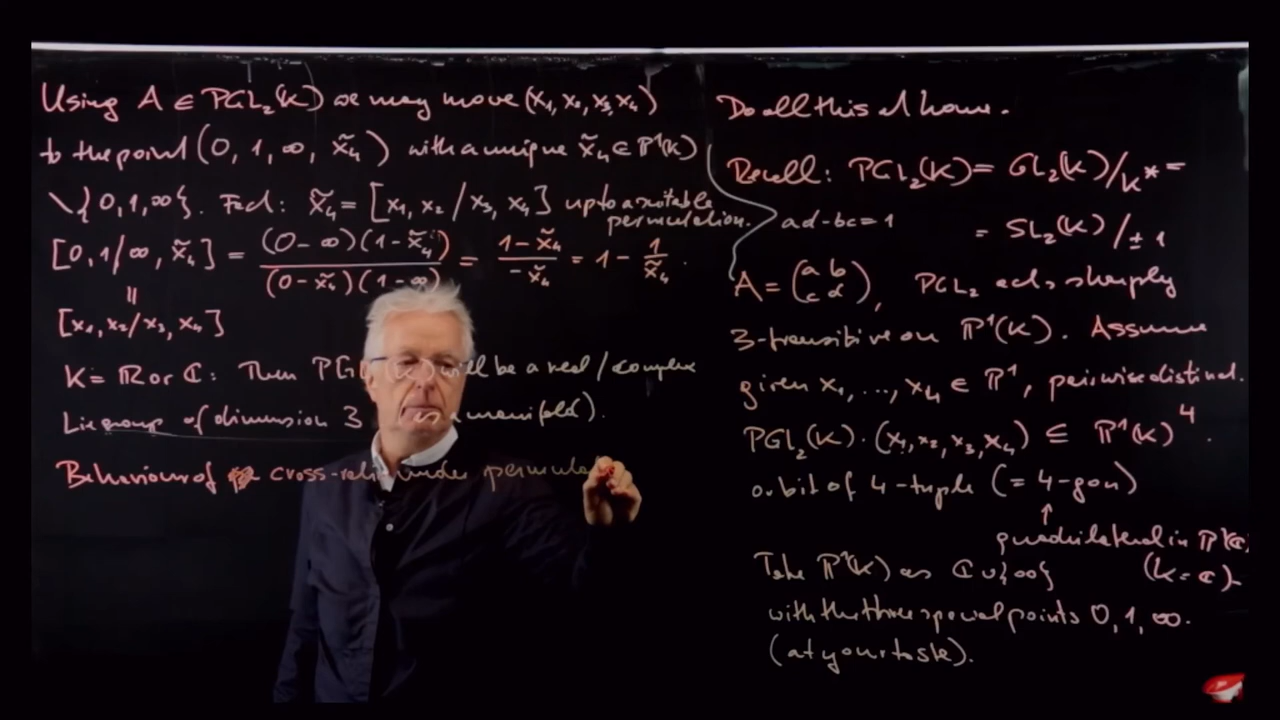 Using A ∈ PGL₂(K) we may move (x₁, x₂, x₃, x₄)
to the point (0, 1, ∞, x̃₄) with a unique x̃₄ ∈ P¹(K)
\{0,1,∞}. Fact: x̃₄ = [x₁, x₂ / x₃, x₄] up to a suitable
permutation.
[0, 1 / ∞, x̃₄] = (0-∞)(1-x̃₄) / (0-x̃₄)(1-∞) = 1-x̃₄ / -x̃₄ = 1 - 1/x̃₄ .
=
[x₁, x₂ / x₃, x₄]
K = ℝ or ℂ: Then PG (K) will be a real / complex
Lie group of dimension 3 (as a manifold).
Behaviour of cross-ratio under permutat
Do all this at home.
Recall: PGL₂(K) = GL₂(K)/K* =
ad-bc=1 = SL₂(K)/±1
A = (a b
c d), PGL₂ acts sharply
3-transitive on P¹(K). Assume
given x₁, ..., x₄ ∈ P¹, pairwise distinct.
PGL₂(K)·(x₁, x₂, x₃, x₄) ⊆ P¹(K)⁴.
orbit of 4-tuple (= 4-gon)
↑
quadrilateral in P¹(ℂ)
Take P¹(K) as ℂ∪{∞} (K=ℂ)
with the three special points 0, 1, ∞.
(at your taste).